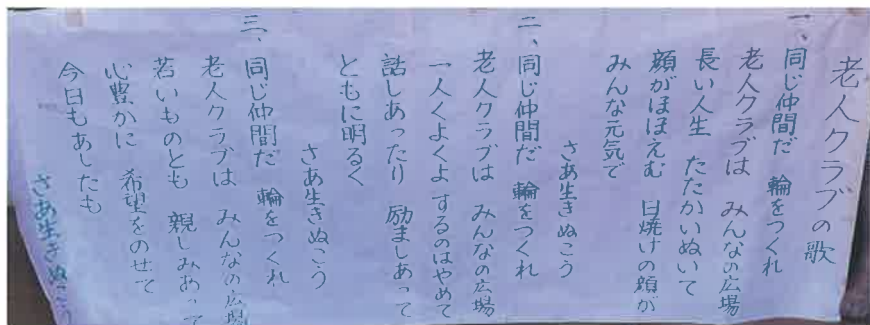 老人クラブの歌
一、同じ仲間だ 輪をつくれ
老人クラブは みんなの広場
長い人生 たたかいぬいて
顔がほほえむ 日焼けの顔が
みんな元気で
さあ生きぬこう
二、同じ仲間だ 輪をつくれ
老人クラブは みんなの広場
一人くよくよ するのはやめて
話しあったり 励ましあって
ともに明るく
さあ生きぬこう
三、同じ仲間だ 輪をつくれ
老人クラブは みんなの広場
若いものとも 親しみあって
心豊かに 希望をのせて
今日もあしたも
さあ生きぬこう